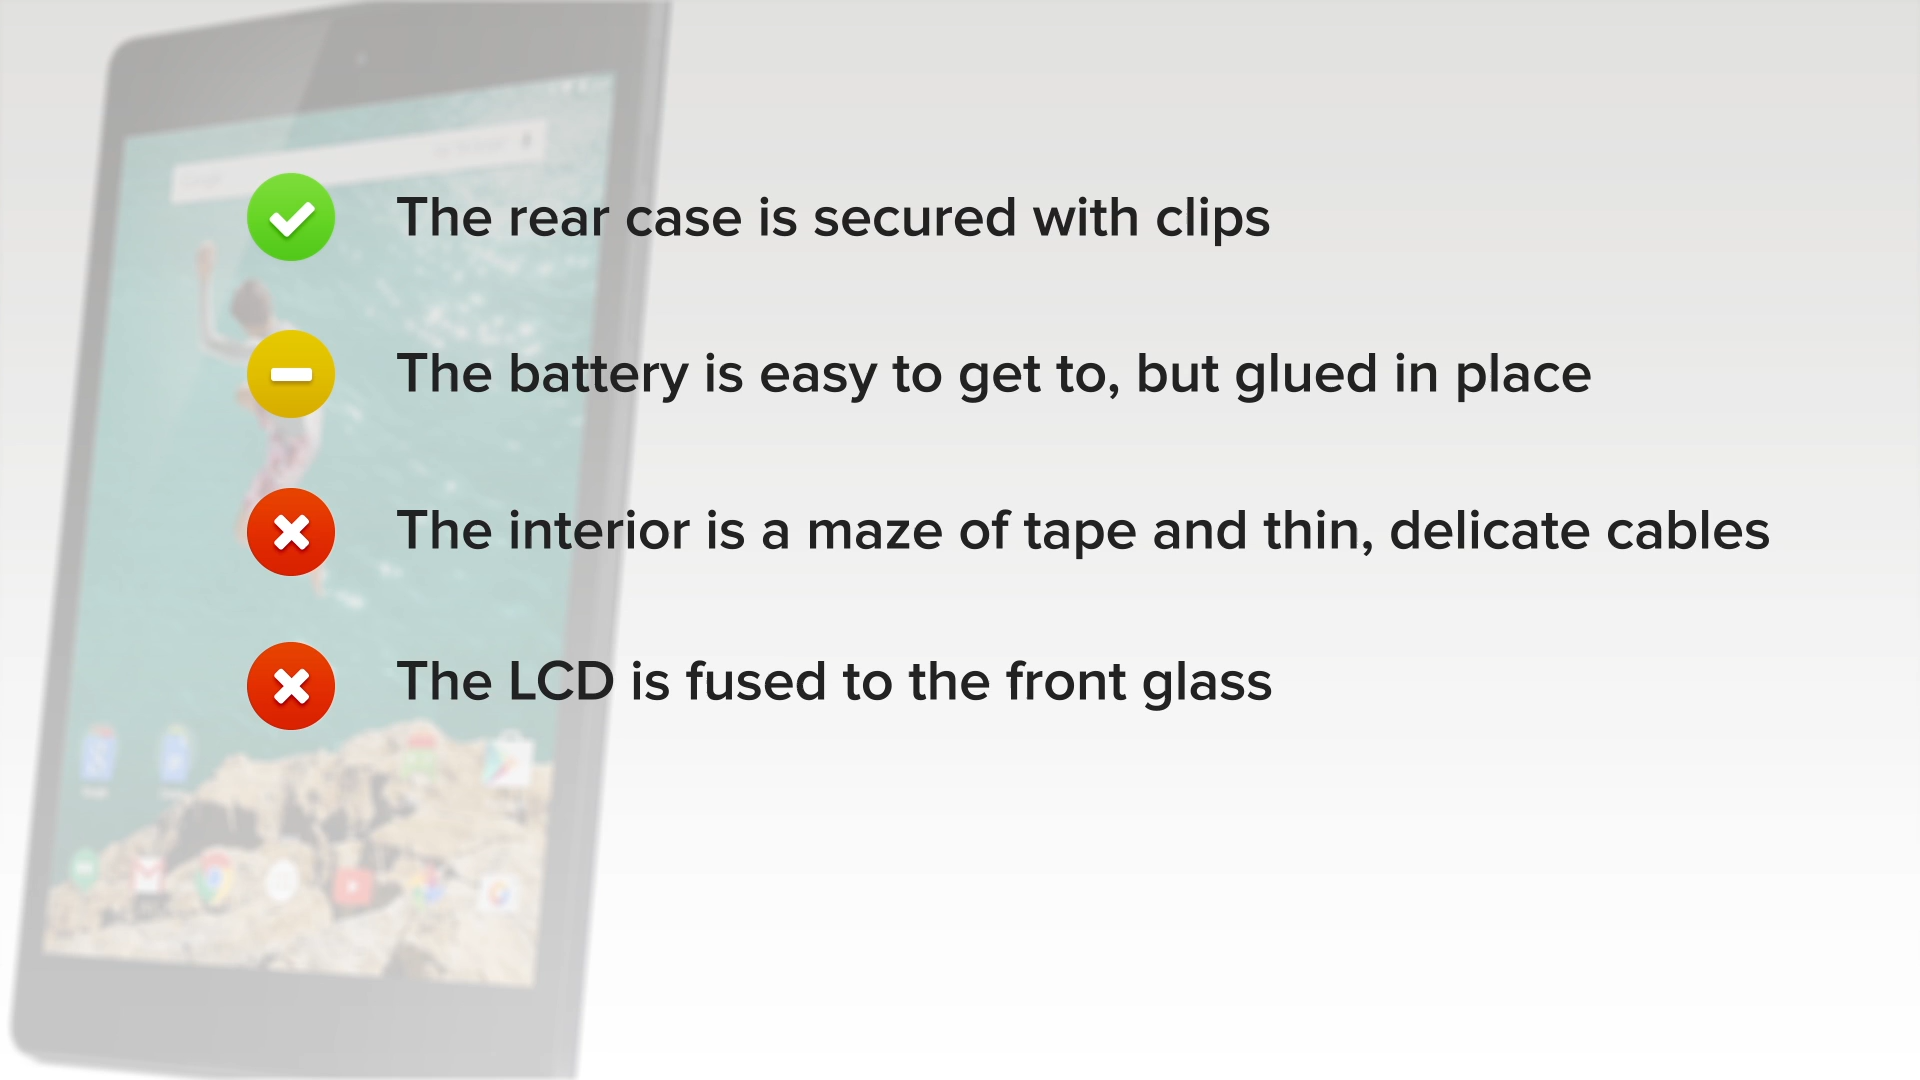 The rear case is secured with clips
The battery is easy to get to, but glued in place
The interior is a maze of tape and thin, delicate cables
The LCD is fused to the front glass